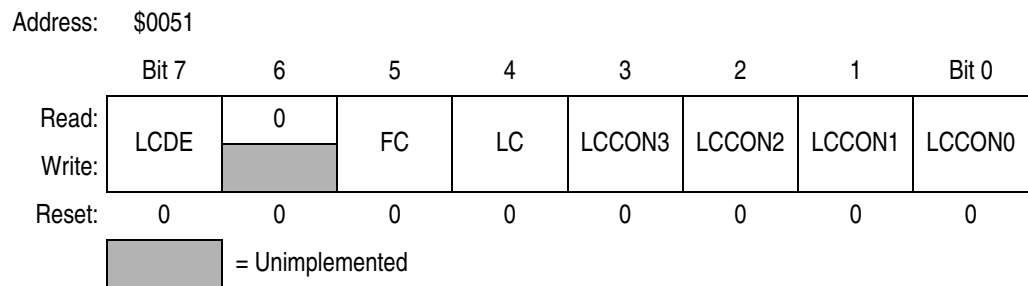 Address: $0051
Bit 7 6 5 4 3 2 1 Bit 0
Read: LCDE 0 FC LC LCCON3 LCCON2 LCCON1 LCCON0
Write:
Reset: 0 0 0 0 0 0 0 0
= Unimplemented